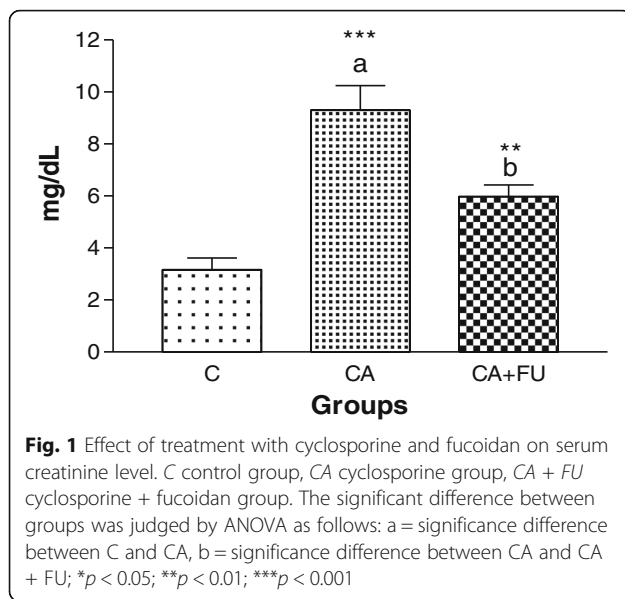 12
10
8
6
4
2
0
mg/dL
***
a
**
b
C CA CA+FU
Groups
Fig. 1 Effect of treatment with cyclosporine and fucoidan on serum
creatinine level. C control group, CA cyclosporine group, CA + FU
cyclosporine + fucoidan group. The significant difference between
groups was judged by ANOVA as follows: a = significance difference
between C and CA, b = significance difference between CA and CA
+ FU; *p < 0.05; **p < 0.01; ***p < 0.001